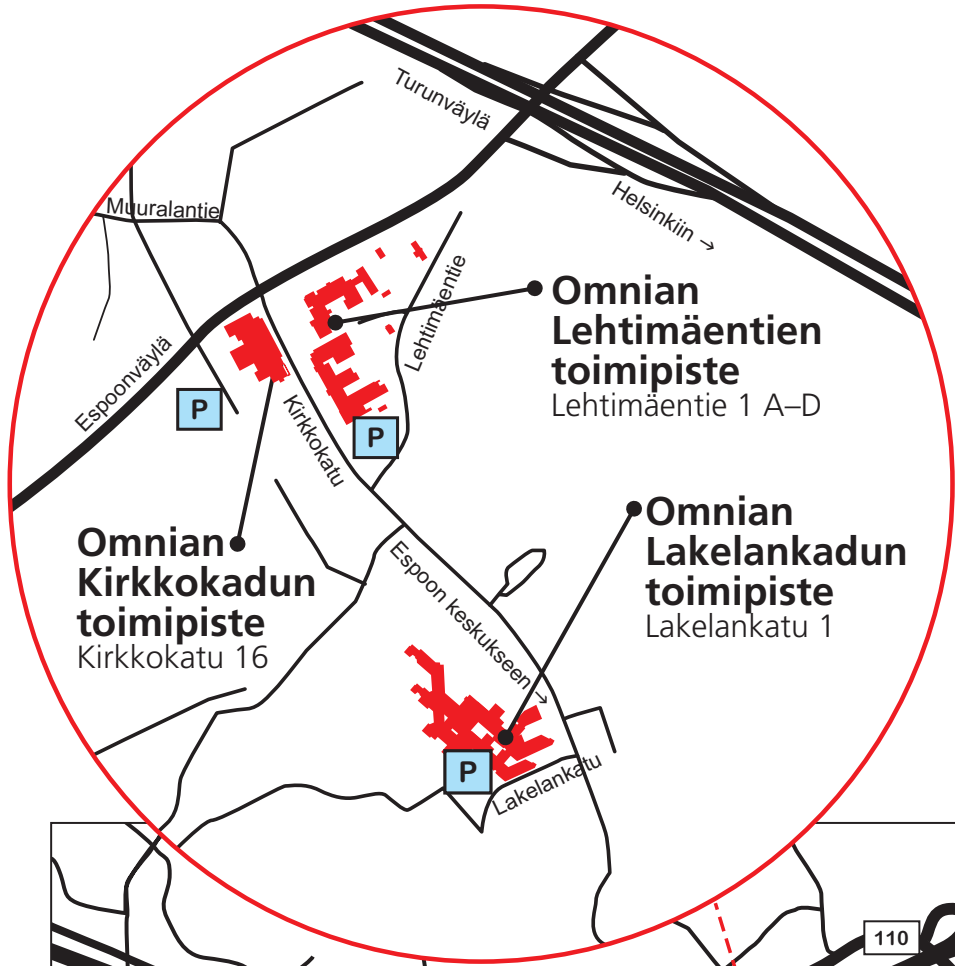 Turunväylä
Helsinkiin →
Muuralantie
Espoonväylä
Lehtimäentie
Kirkkokatu
P
P
Omnian
Lehtimäentien
toimipiste
Lehtimäentie 1 A–D
Omnian
Kirkkokadun
toimipiste
Kirkkokatu 16
Omnian
Lakelankadun
toimipiste
Lakelankatu 1
Espoon keskukseen →
P
Lakelankatu
110